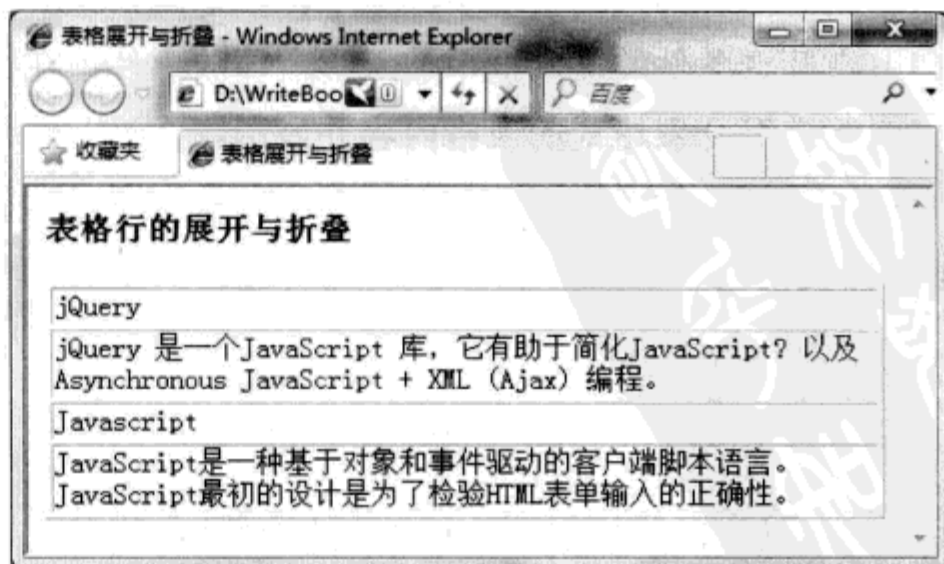 表格展开与折叠 - Windows Internet Explorer
D:\WriteBoo
百度
收藏夹
表格展开与折叠
表格行的展开与折叠
jQuery
jQuery 是一个JavaScript 库, 它有助于简化JavaScript? 以及
Asynchronous JavaScript + XML (Ajax) 编程。
Javascript
JavaScript是一种基于对象和事件驱动的客户端脚本语言。
JavaScript最初的设计是为了检验HTML表单输入的正确性。